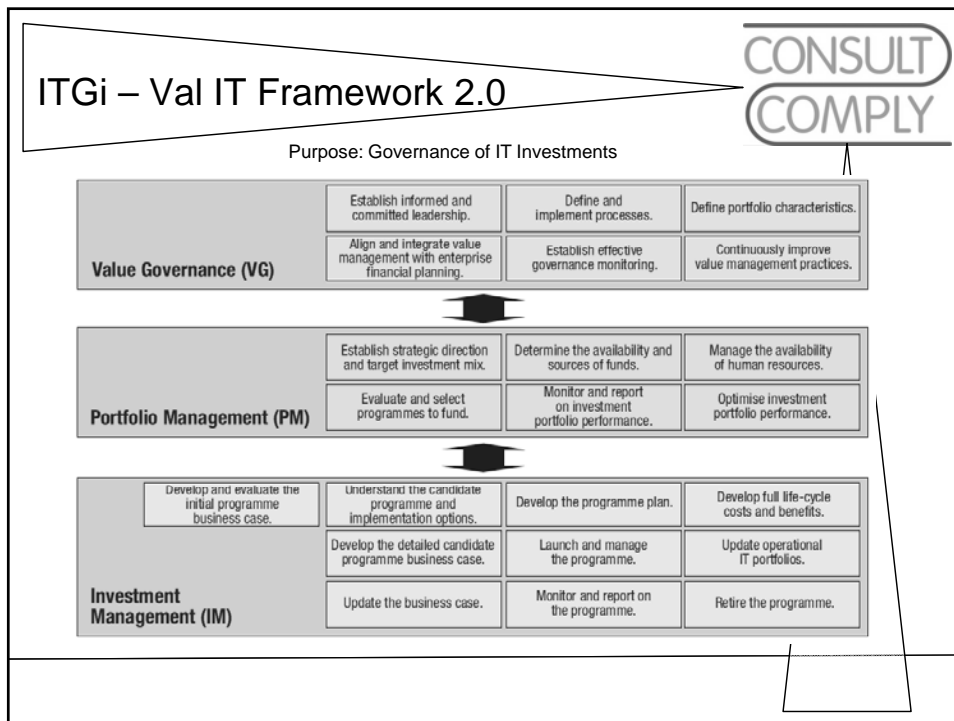 ITGi – Val IT Framework 2.0
CONSULT
COMPLY
Purpose: Governance of IT Investments
Value Governance (VG)
Establish informed and
committed leadership.
Define and
implement processes.
Define portfolio characteristics.
Align and integrate value
management with enterprise
financial planning.
Establish effective
governance monitoring.
Continuously improve
value management practices.
Portfolio Management (PM)
Establish strategic direction
and target investment mix.
Determine the availability and
sources of funds.
Manage the availability
of human resources.
Evaluate and select
programmes to fund.
Monitor and report
on investment
portfolio performance.
Optimise investment
portfolio performance.
Investment
Management (IM)
Develop and evaluate the
initial programme
business case.
Understand the candidate
programme and
implementation options.
Develop the programme plan.
Develop full life-cycle
costs and benefits.
Develop the detailed candidate
programme business case.
Launch and manage
the programme.
Update operational
IT portfolios.
Update the business case.
Monitor and report on
the programme.
Retire the programme.